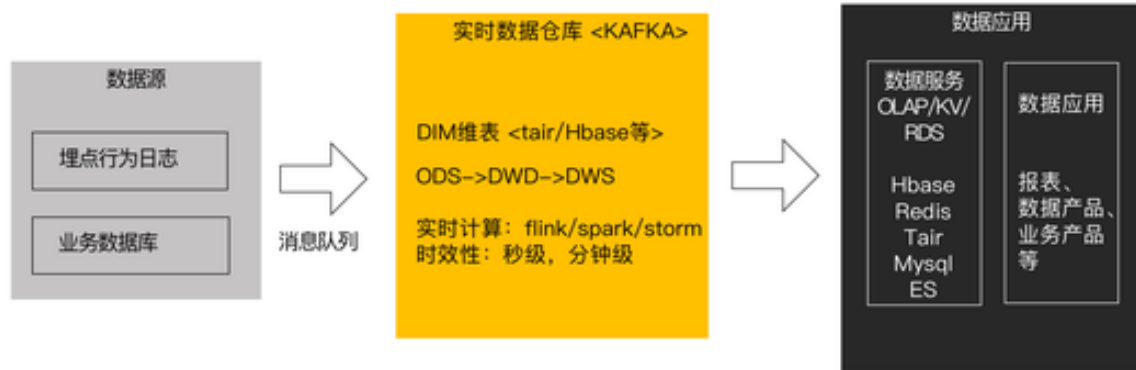 数据源
埋点行为日志
业务数据库
消息队列
实时数据仓库 <KAFKA>
DIM维表 <tair/Hbase等>
ODS->DWD->DWS
实时计算：flink/spark/storm
时效性：秒级，分钟级
数据应用
数据服务
OLAP/KV/
RDS
Hbase
Redis
Tair
Mysql
ES
数据应用
报表、
数据产品、
业务产品
等